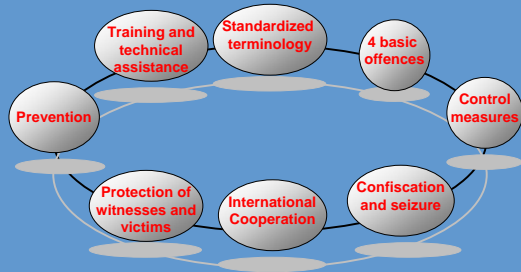 Training and
technical
assistance
Standardized
terminology
4 basic
offences
Prevention
Control
measures
Protection of
witnesses and
victims
International
Cooperation
Confiscation
and seizure